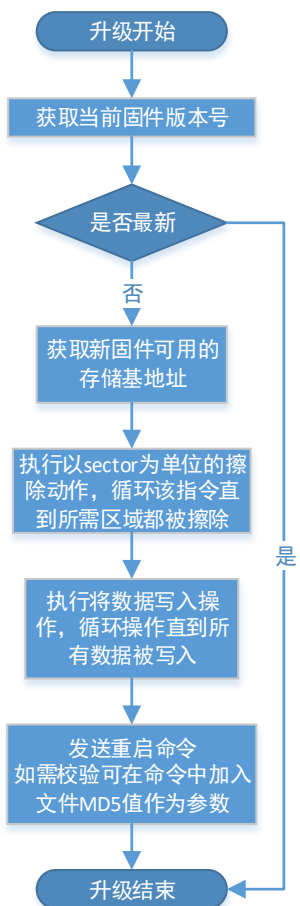 升级开始
获取当前固件版本号
是否最新
否
获取新固件可用的
存储基地址
执行以sector为单位的擦
除动作，循环该指令直
到所需区域都被擦除
是
执行将数据写入操
作，循环操作直到所
有数据被写入
发送重启命令
如需校验可在命令中加入
文件MD5值作为参数
升级结束